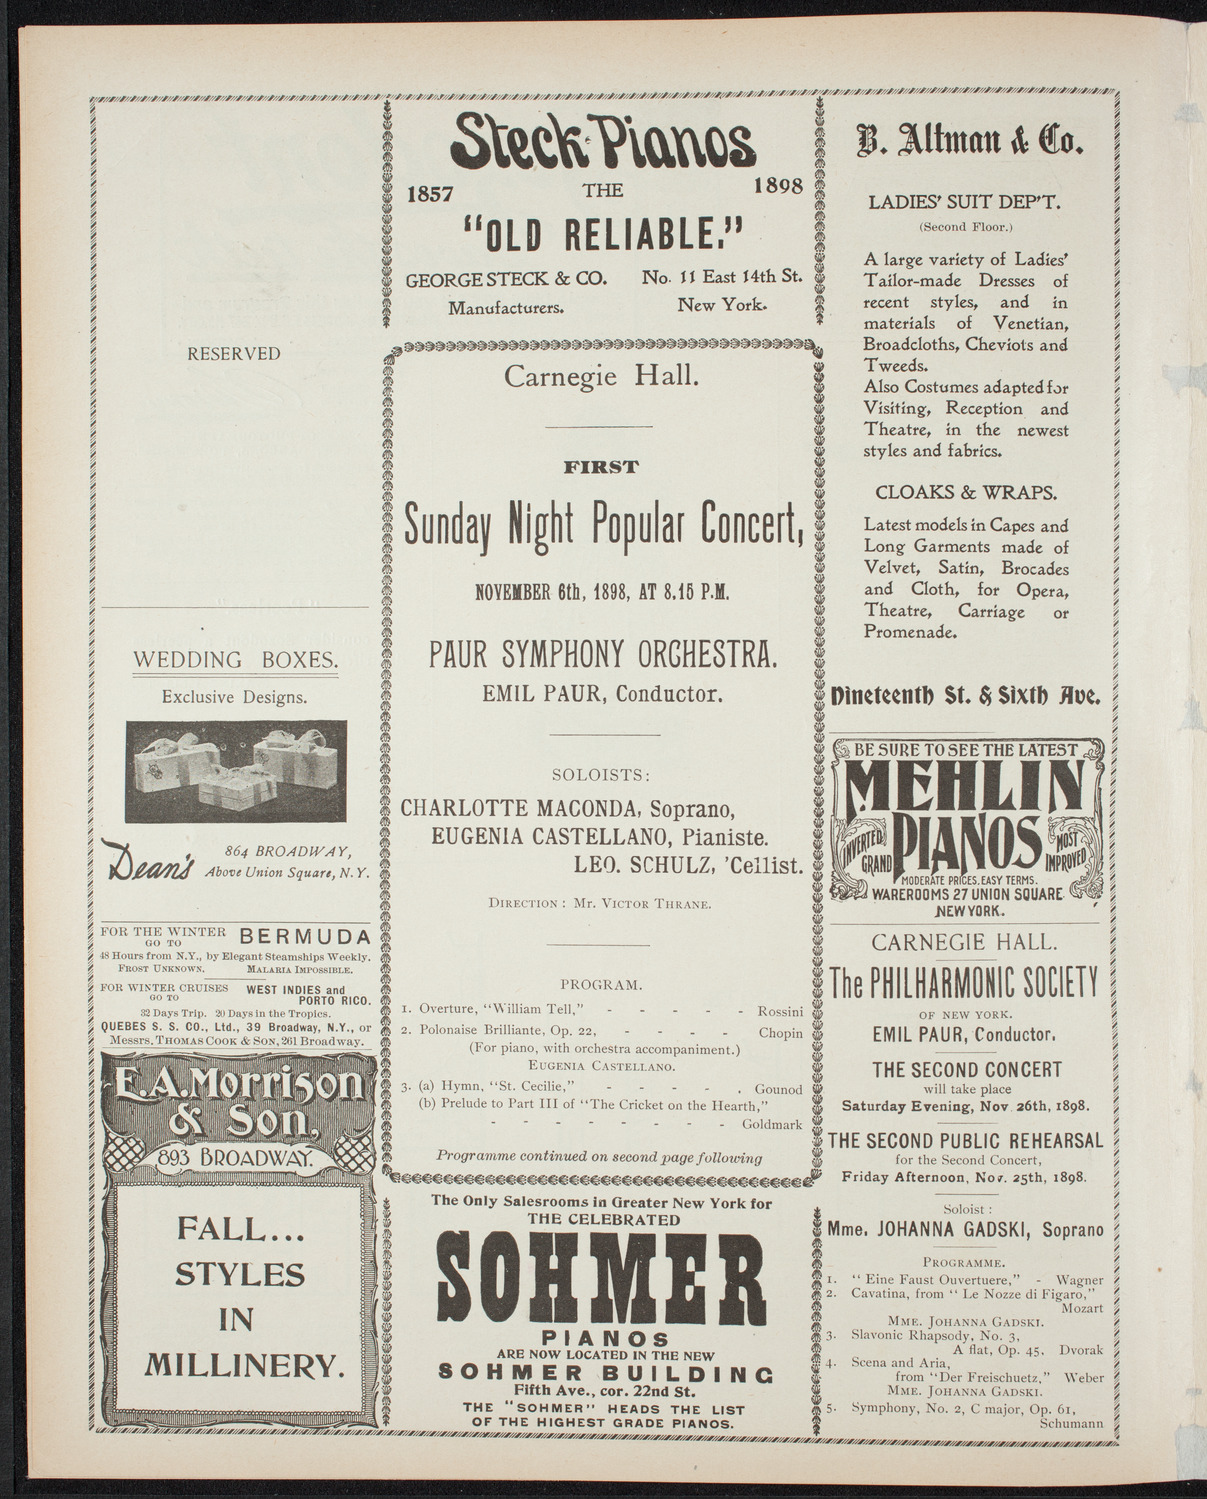 RESERVED
WEDDING BOXES.
Exclusive Designs.
Dean's
864 BROADWAY,
Above Union Square, N. Y.
FOR THE WINTER
GO TO
BERMUDA
48 Hours from N.Y., by Elegant Steamships Weekly.
FROST UNKNOWN. MALARIA IMPOSSIBLE.
FOR WINTER CRUISES
GO TO
WEST INDIES and
PORTO RICO.
32 Days Trip. 20 Days in the Tropics.
QUEBES S. S. CO., Ltd., 39 Broadway, N.Y., or
Messrs. THOMAS COOK & SON, 261 Broadway.
E.A. Morrison
& Son,
893 BROADWAY.
FALL...
STYLES
IN
MILLINERY.
Steck Pianos
1857 THE 1898
"OLD RELIABLE."
GEORGE STECK & CO. No. 11 East 14th St.
Manufacturers. New York.
Carnegie Hall.
FIRST
Sunday Night Popular Concert,
NOVEMBER 6th, 1898, AT 8.15 P.M.
PAUR SYMPHONY ORCHESTRA.
EMIL PAUR, Conductor.
SOLOISTS:
CHARLOTTE MACONDA, Soprano,
EUGENIA CASTELLANO, Pianiste.
LEO. SCHULZ, 'Cellist.
DIRECTION: MR. VICTOR THRANE.
PROGRAM.
1. Overture, "William Tell," - - - - - Rossini
2. Polonaise Brilliante, Op. 22, - - - - Chopin
(For piano, with orchestra accompaniment.)
EUGENIA CASTELLANO.
3. (a) Hymn, "St. Cecilie," - - - - . Gounod
(b) Prelude to Part III of "The Cricket on the Hearth,"
- - - - - - - - Goldmark
Programme continued on second page following
The Only Salesrooms in Greater New York for
THE CELEBRATED
SOHMER
PIANOS
ARE NOW LOCATED IN THE NEW
SOHMER BUILDING
Fifth Ave., cor. 22nd St.
THE "SOHMER" HEADS THE LIST
OF THE HIGHEST GRADE PIANOS.
B. Altman & Co.
LADIES' SUIT DEP'T.
(Second Floor.)
A large variety of Ladies'
Tailor-made Dresses of
recent styles, and in
materials of Venetian,
Broadcloths, Cheviots and
Tweeds.
Also Costumes adapted for
Visiting, Reception and
Theatre, in the newest
styles and fabrics.
CLOAKS & WRAPS.
Latest models in Capes and
Long Garments made of
Velvet, Satin, Brocades
and Cloth, for Opera,
Theatre, Carriage or
Promenade.
Nineteenth St. & Sixth Ave.
BE SURE TO SEE THE LATEST
MEHLIN
PIANOS
INVERTED
GRAND
MOST
IMPROVED
MODERATE PRICES. EASY TERMS.
WAREROOMS 27 UNION SQUARE
NEW YORK.
CARNEGIE HALL.
The PHILHARMONIC SOCIETY
OF NEW YORK.
EMIL PAUR, Conductor.
THE SECOND CONCERT
will take place
Saturday Evening, Nov. 26th, 1898.
THE SECOND PUBLIC REHEARSAL
for the Second Concert,
Friday Afternoon, Nov. 25th, 1898.
Soloist:
Mme. JOHANNA GADSKI, Soprano
PROGRAMME.
1. "Eine Faust Ouvertuere," - Wagner
2. Cavatina, from "Le Nozze di Figaro,"
Mozart
MME. JOHANNA GADSKI.
3. Slavonic Rhapsody, No. 3,
A flat, Op. 45. Dvorak
4. Scena and Aria,
from "Der Freischuetz," Weber
MME. JOHANNA GADSKI.
5. Symphony, No. 2, C major, Op. 61,
Schumann